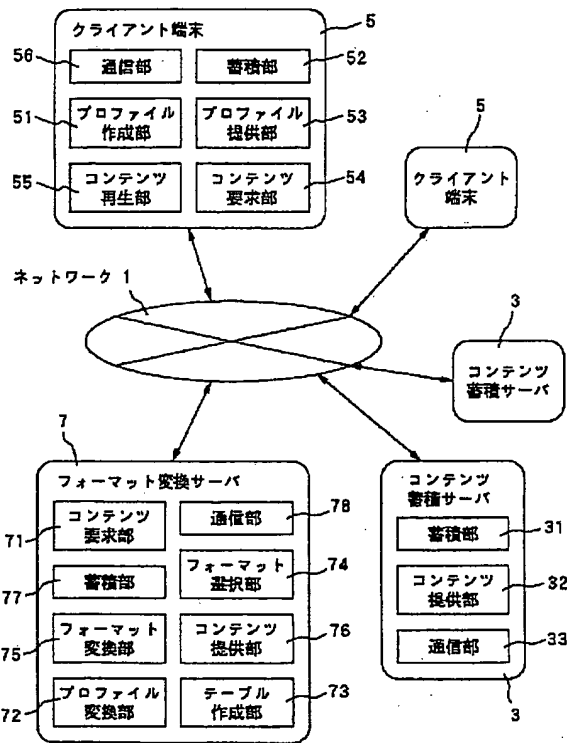 クライアント端末
5
56
通信部
蓄積部
52
51
プロファイル
作成部
プロファイル
提供部
53
55
コンテンツ
再生部
コンテンツ
要求部
54
5
クライアント
端末
ネットワーク 1
3
コンテンツ
蓄積サーバ
7
フォーマット変換サーバ
71
コンテンツ
要求部
通信部
78
77
蓄積部
フォーマット
選択部
74
75
フォーマット
変換部
コンテンツ
提供部
76
72
プロファイル
変換部
テーブル
作成部
73
コンテンツ
蓄積サーバ
蓄積部
31
コンテンツ
提供部
32
通信部
33
3